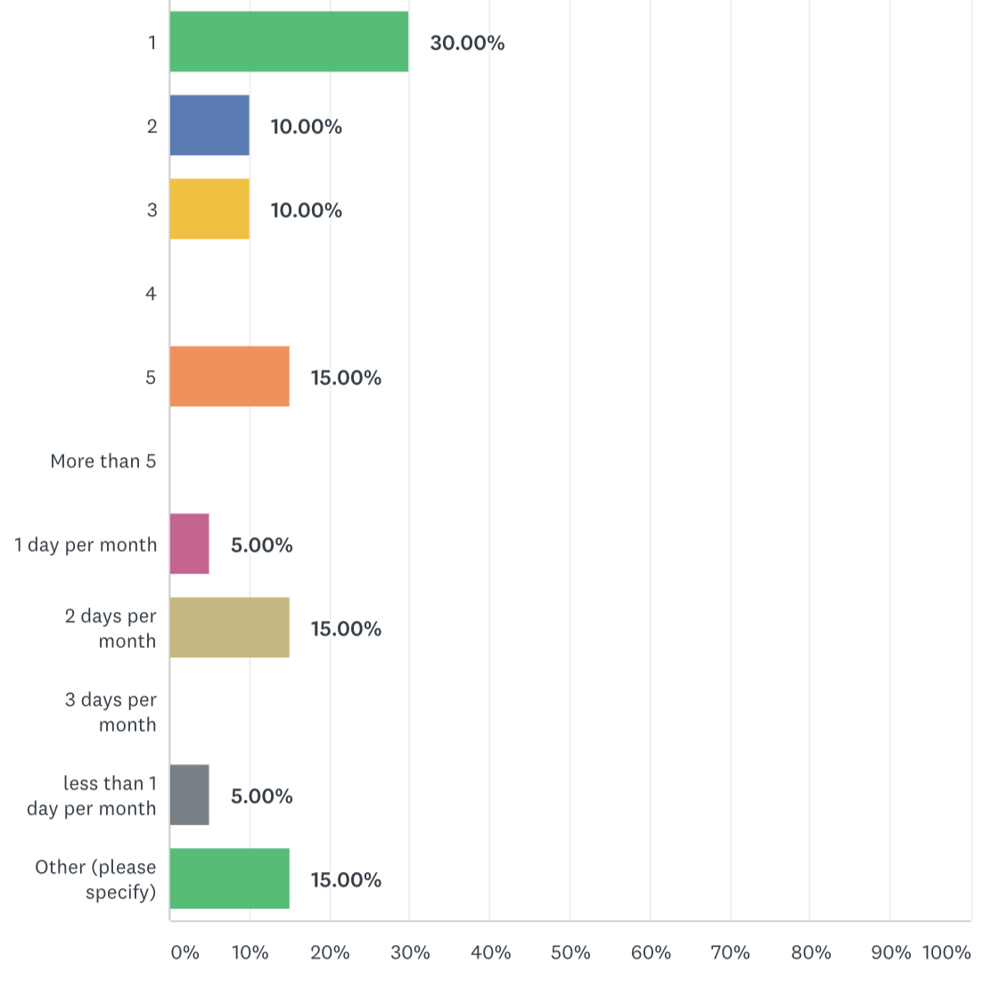 1
30.00%
2
10.00%
3
10.00%
4
5
15.00%
More than 5
1 day per month
5.00%
2 days per
month
15.00%
3 days per
month
less than 1
day per month
5.00%
Other (please
specify)
15.00%
0% 10% 20% 30% 40% 50% 60% 70% 80% 90% 100%